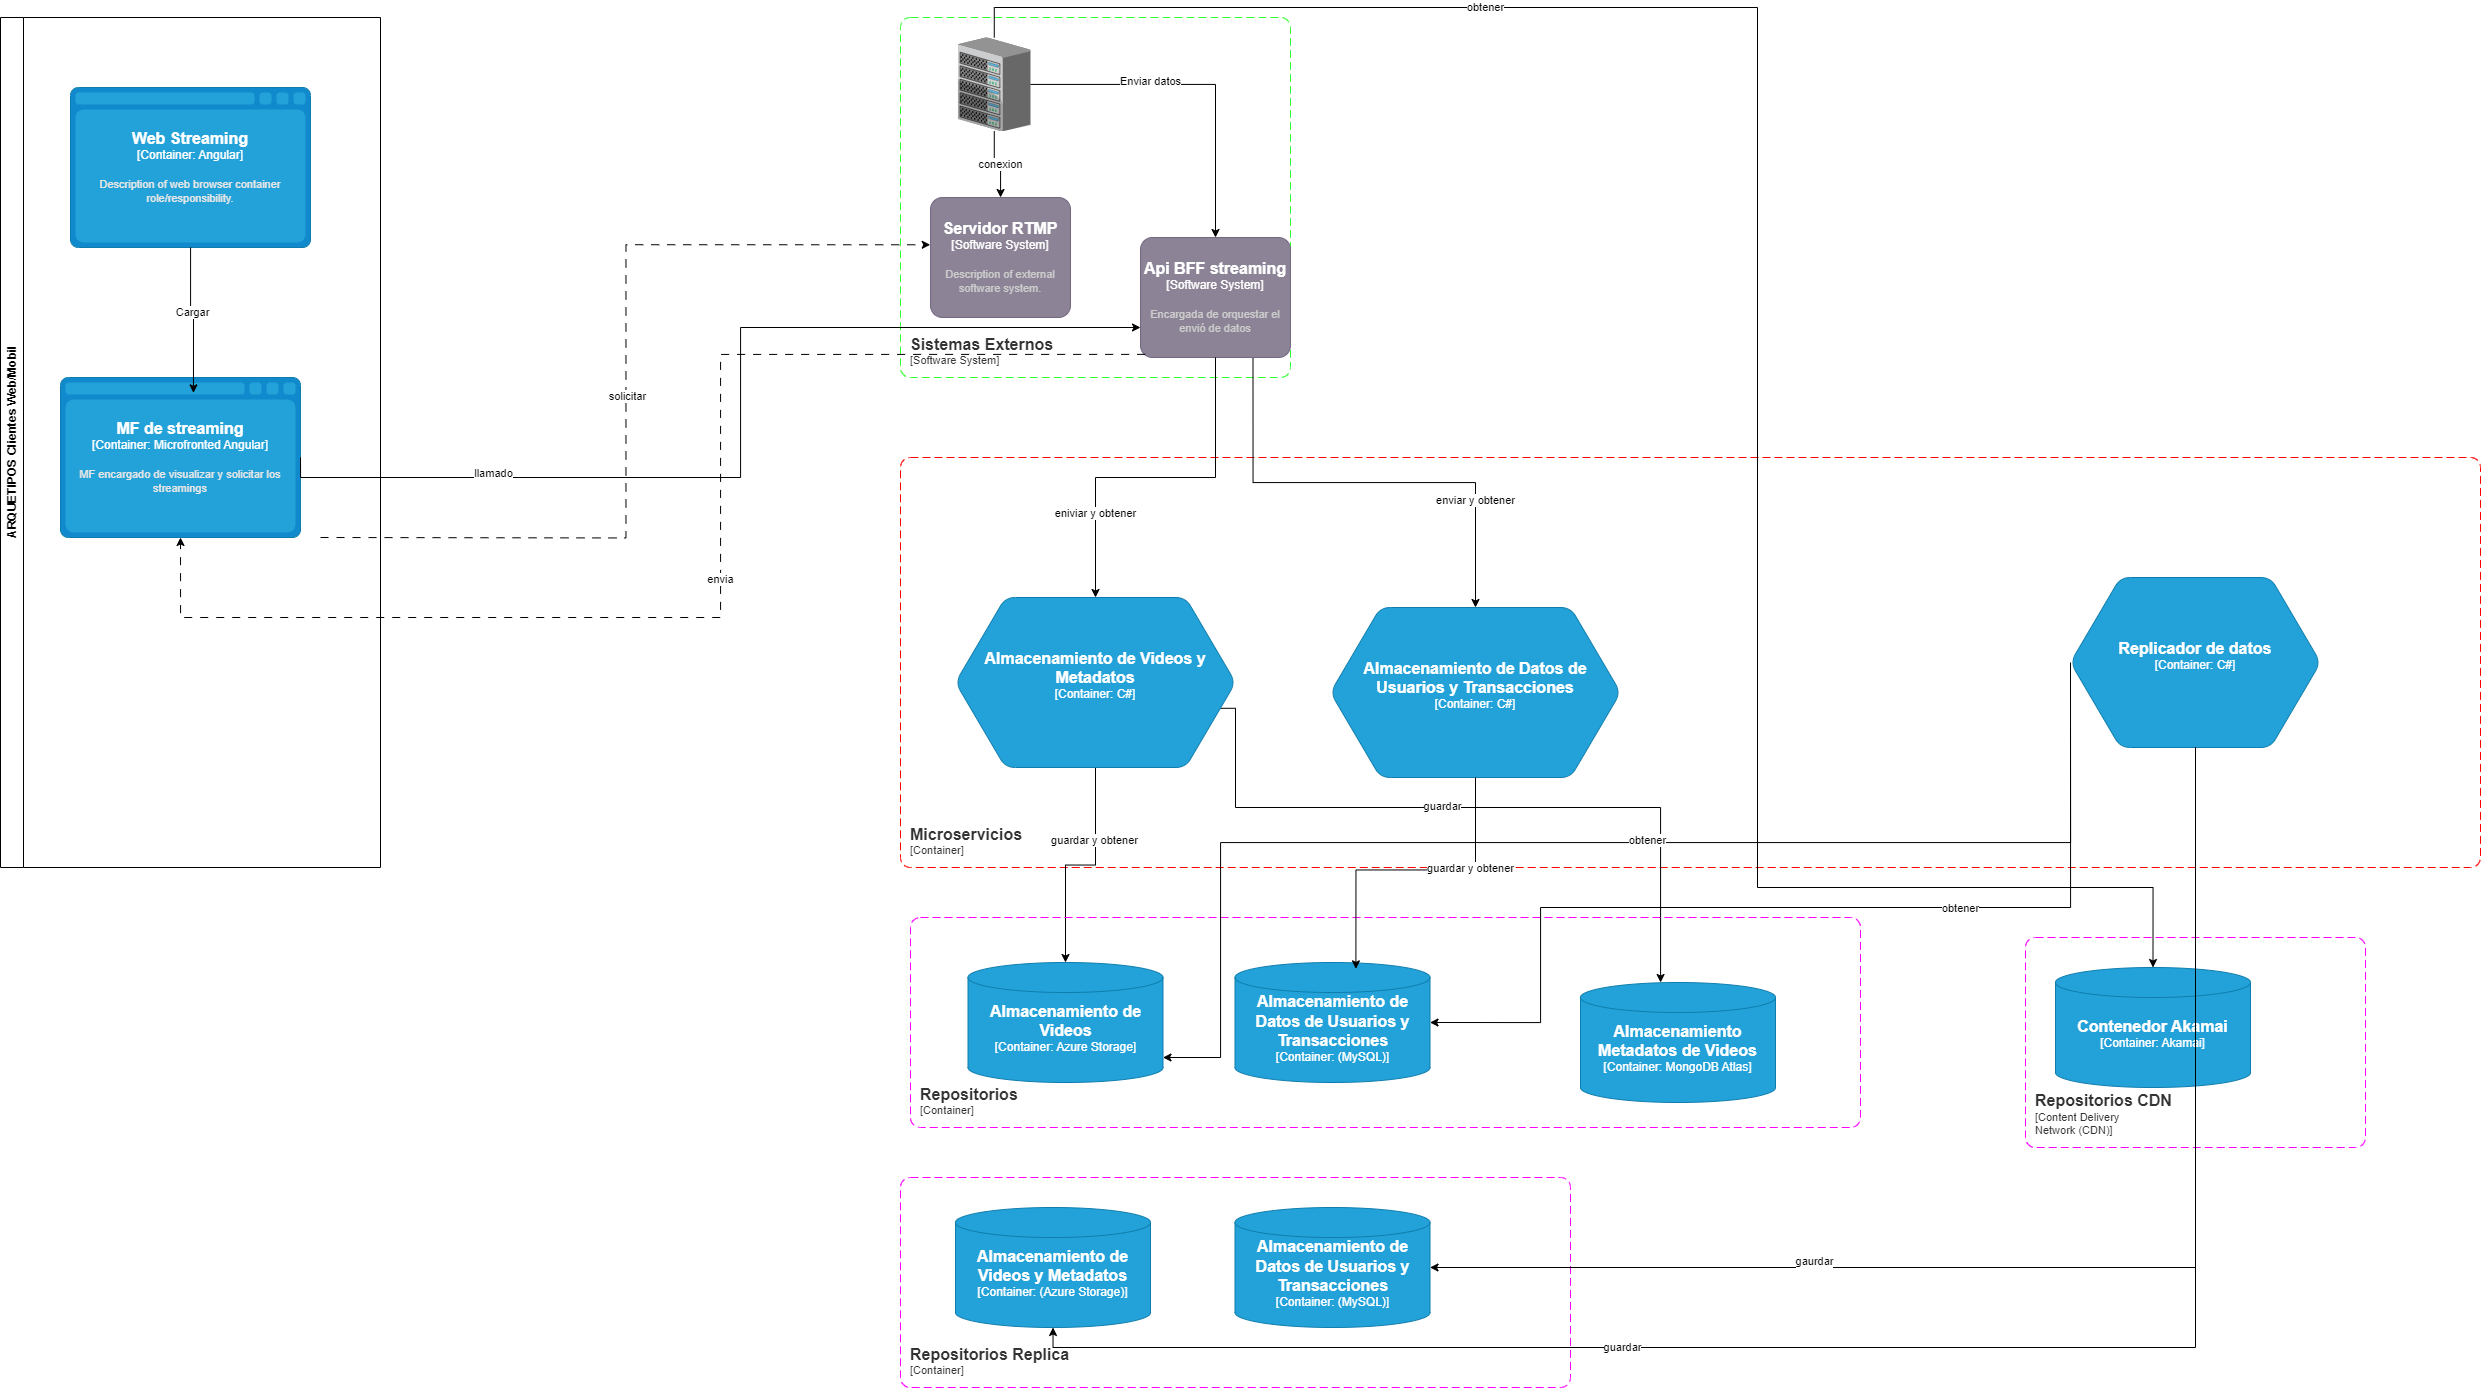 obtener
Enviar datos
Web Streaming
[Container: Angular]
Description of web browser container
role/responsibility.
conexion
Servidor RTMP
[Software System]
Description of external
software system.
Api BFF streaming
[Software System]
Encargada de orquestar el
envió de datos
Cargar
Sistemas Externos
[Software System]
ARQUETIPOS Clientes Web/Mobil
solicitar
MF de streaming
[Container: Microfronted Angular]
MF encargado de visualizar y solicitar los
streamings
llamado
eniviar y obtener
enviar y obtener
envia
Almacenamiento de Videos y
Metadatos
[Container: C#]
Almacenamiento de Datos de
Usuarios y Transacciones
[Container: C#]
Replicador de datos
[Container: C#]
guardar
Microservicios
[Container]
guardar y obtener
obtener
guardar y obtener
obtener
Almacenamiento de
Videos
[Container: Azure Storage]
Almacenamiento de
Datos de Usuarios y
Transacciones
[Container: (MySQL)]
Almacenamiento
Metadatos de Videos
[Container: MongoDB Atlas]
Contenedor Akamai
[Container: Akamai]
Repositorios
[Container]
Repositorios CDN
[Content Delivery
Network (CDN)]
Almacenamiento de
Videos y Metadatos
[Container: (Azure Storage)]
Almacenamiento de
Datos de Usuarios y
Transacciones
[Container: (MySQL)]
gaurdar
Repositorios Replica
[Container]
guardar